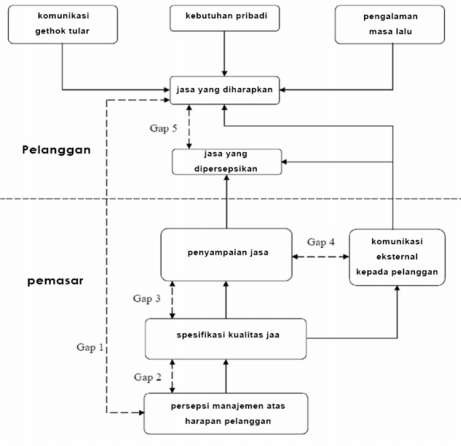 komunikasi
gethok tular
kebutuhan pribadi
pengalaman
masa lalu
jasa yang diharapkan
Gap 5
Pelanggan
jasa yang
dipersepsikan
penyampaian jasa
Gap 4
komunikasi
eksternal
kepada pelanggan
pemasar
Gap 3
spesifikasi kualitas jaa
Gap 1
Gap 2
persepsi manajemen atas
harapan pelanggan